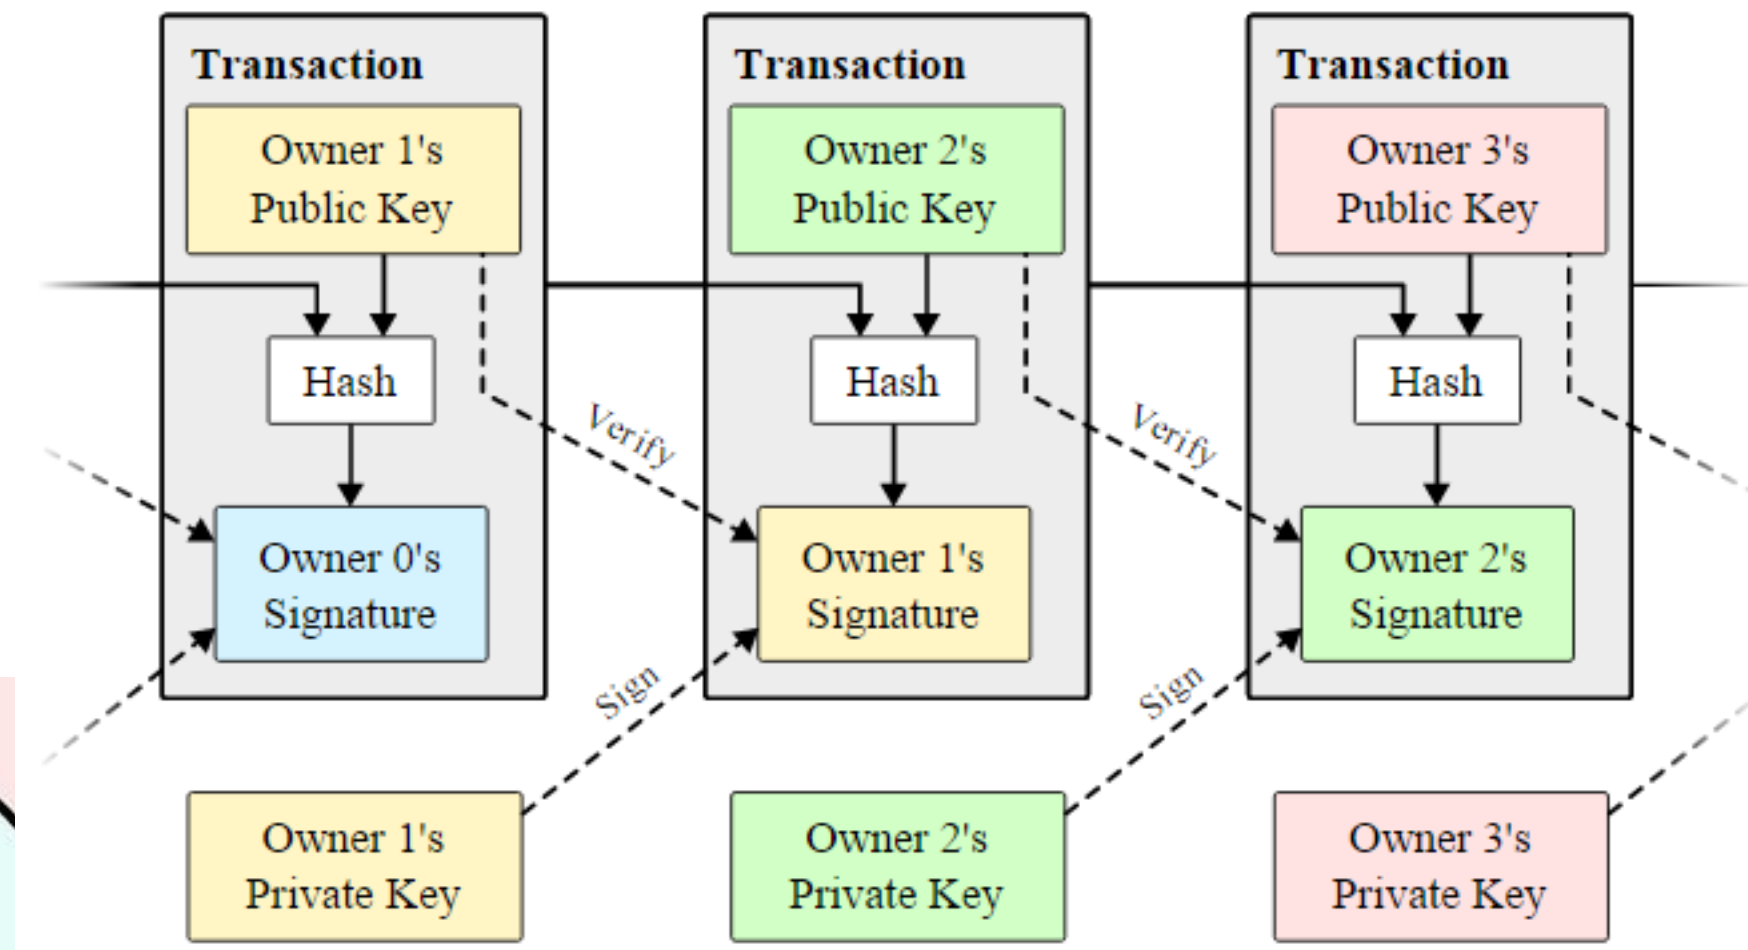 Transaction
Owner 1's
Public Key
Hash
Owner 0's
Signature
Transaction
Owner 2's
Public Key
Hash
Verify
Owner 1's
Signature
Sign
Transaction
Owner 3's
Public Key
Hash
Verify
Owner 2's
Signature
Sign
Owner 1's
Private Key
Owner 2's
Private Key
Owner 3's
Private Key